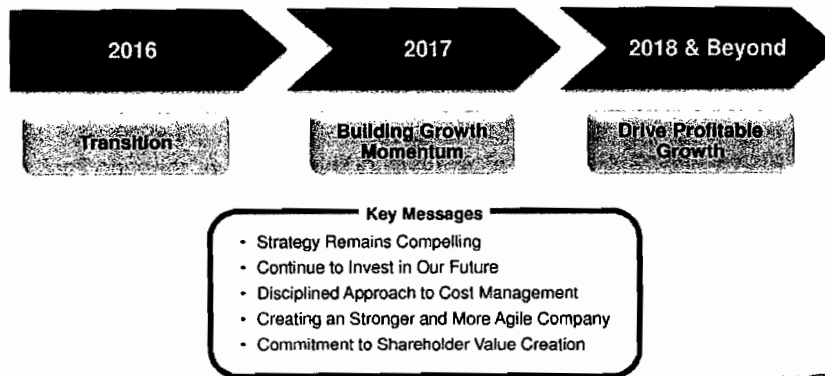 2016
2017
2018 & Beyond
Transition
Building Growth
Momentum
Drive Profitable
Growth
Key Messages
• Strategy Remains Compelling
• Continue to Invest in Our Future
• Disciplined Approach to Cost Management
• Creating an Stronger and More Agile Company
• Commitment to Shareholder Value Creation